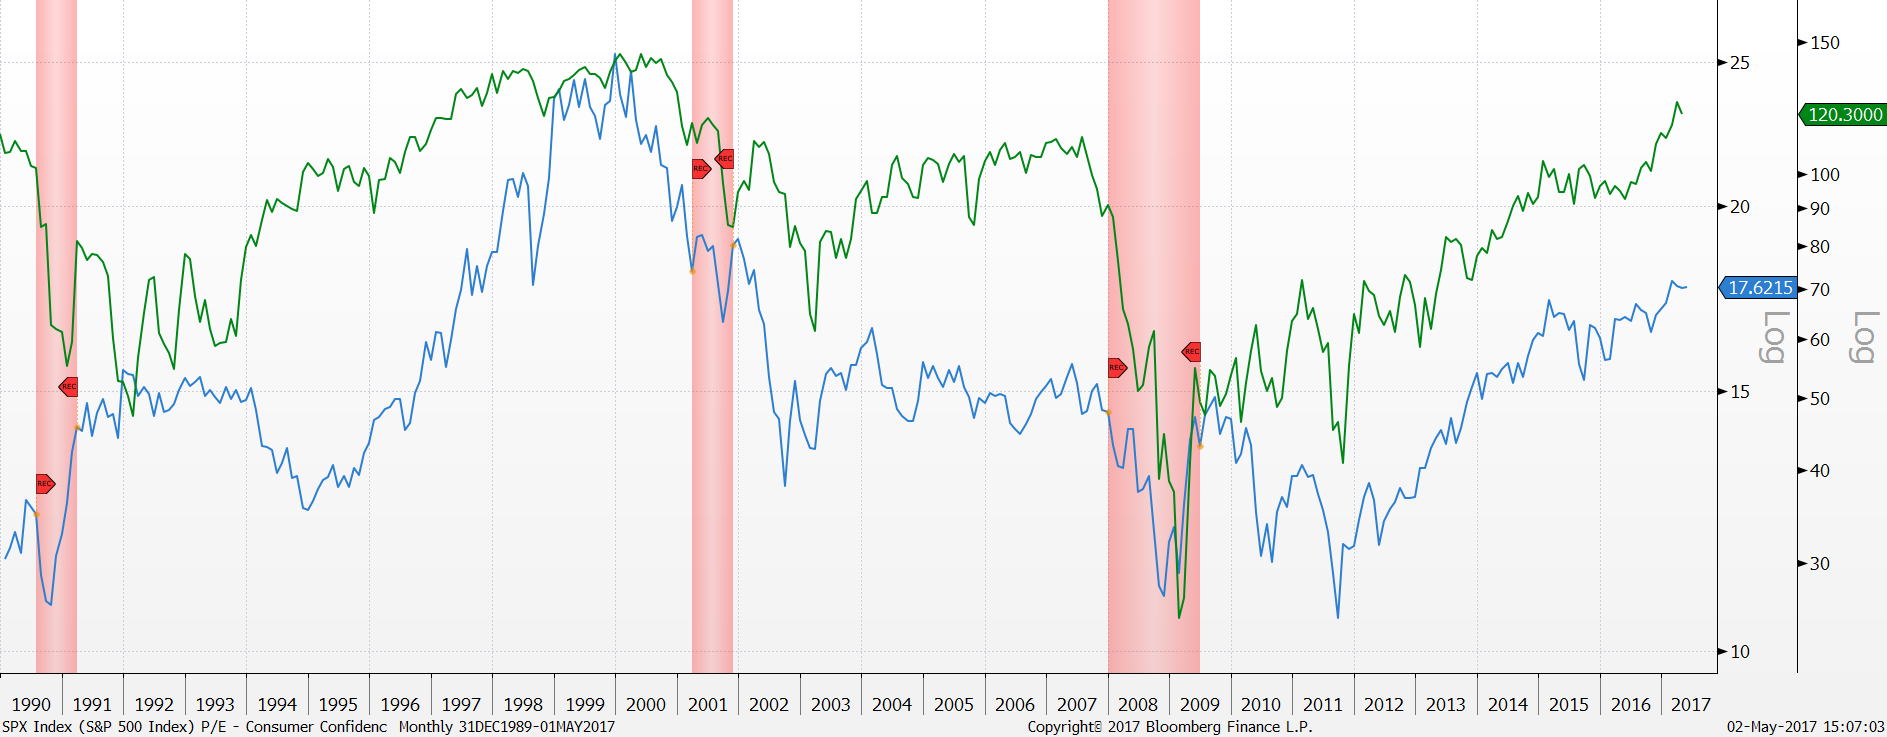 150
25
120.3000
100
20
90
80
17.6215
70
Log
Log
60
15
50
40
30
10
REC
REC
REC
REC
REC
REC
1990 1991 1992 1993 1994 1995 1996 1997 1998 1999 2000 2001 2002 2003 2004 2005 2006 2007 2008 2009 2010 2011 2012 2013 2014 2015 2016 2017
SPX Index (S&P 500 Index) P/E - Consumer Confidenc Monthly 31DEC1989-01MAY2017 Copyright© 2017 Bloomberg Finance L.P. 02-May-2017 15:07:03